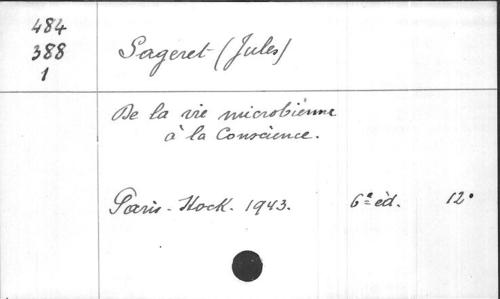 484
388
1
Sageret (Jules)
De la vie microbienne
à la Conscience.
Paris - Stock. 1943. 6e éd. 12°